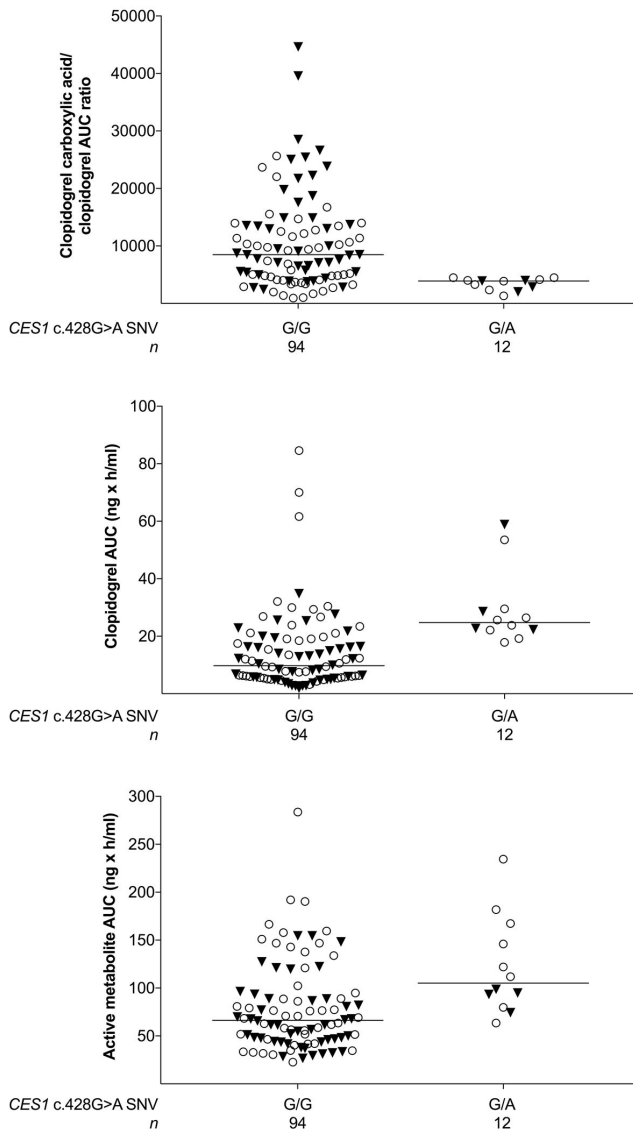 Clopidogrel carboxylic acid/
clopidogrel AUC ratio
50000
40000
30000
20000
10000
CES1 c.428G>A SNV G/G G/A
n 94 12
Clopidogrel AUC (ng x h/ml)
100
80
60
40
20
CES1 c.428G>A SNV G/G G/A
n 94 12
Active metabolite AUC (ng x h/ml)
300
250
200
150
100
50
CES1 c.428G>A SNV G/G G/A
n 94 12